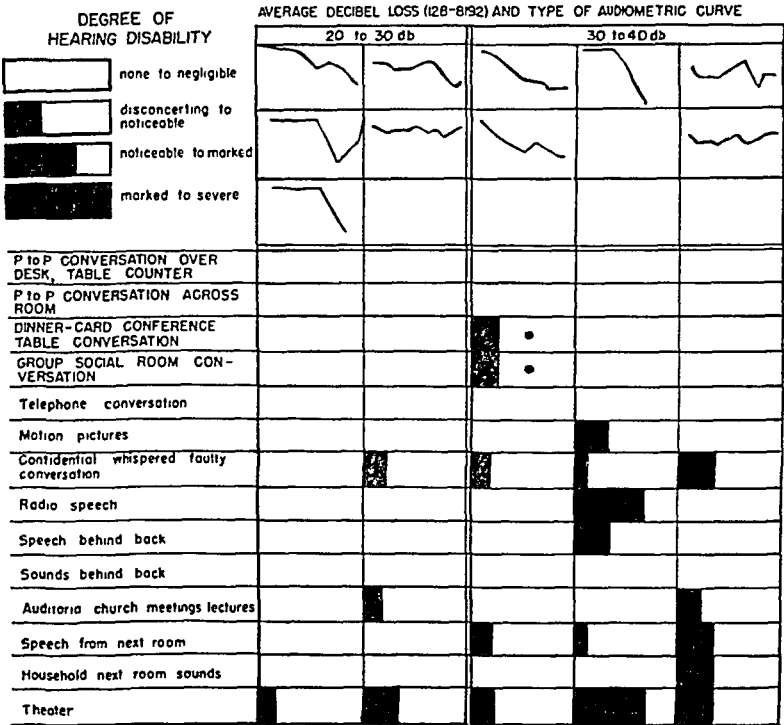 DEGREE OF
HEARING DISABILITY
none to negligible
disconcerting to
noticeable
noticeable to marked
marked to severe
AVERAGE DECIBEL LOSS (128-8192) AND TYPE OF AUDIOMETRIC CURVE
20 to 30 db
30 to 40 db
P to P CONVERSATION OVER
DESK, TABLE COUNTER
P to P CONVERSATION ACROSS
ROOM
DINNER-CARD CONFERENCE
TABLE CONVERSATION
GROUP SOCIAL ROOM CON-
VERSATION
Telephone conversation
Motion pictures
Confidential whispered faulty
conversation
Radio speech
Speech behind back
Sounds behind back
Auditoria church meetings lectures
Speech from next room
Household next room sounds
Theater